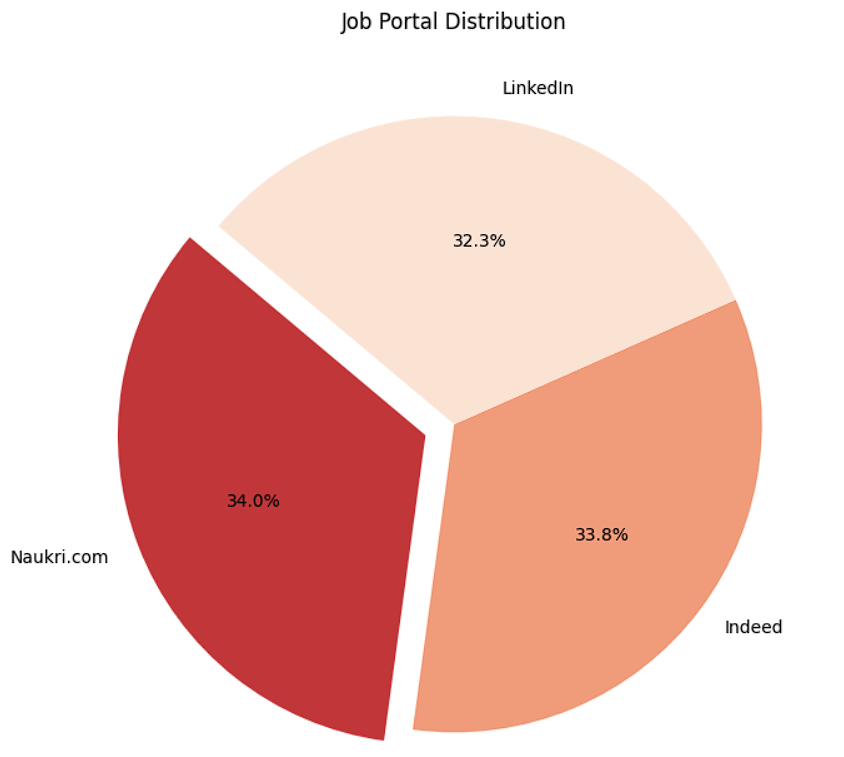 Job Portal Distribution
LinkedIn
32.3%
34.0%
33.8%
Naukri.com
Indeed